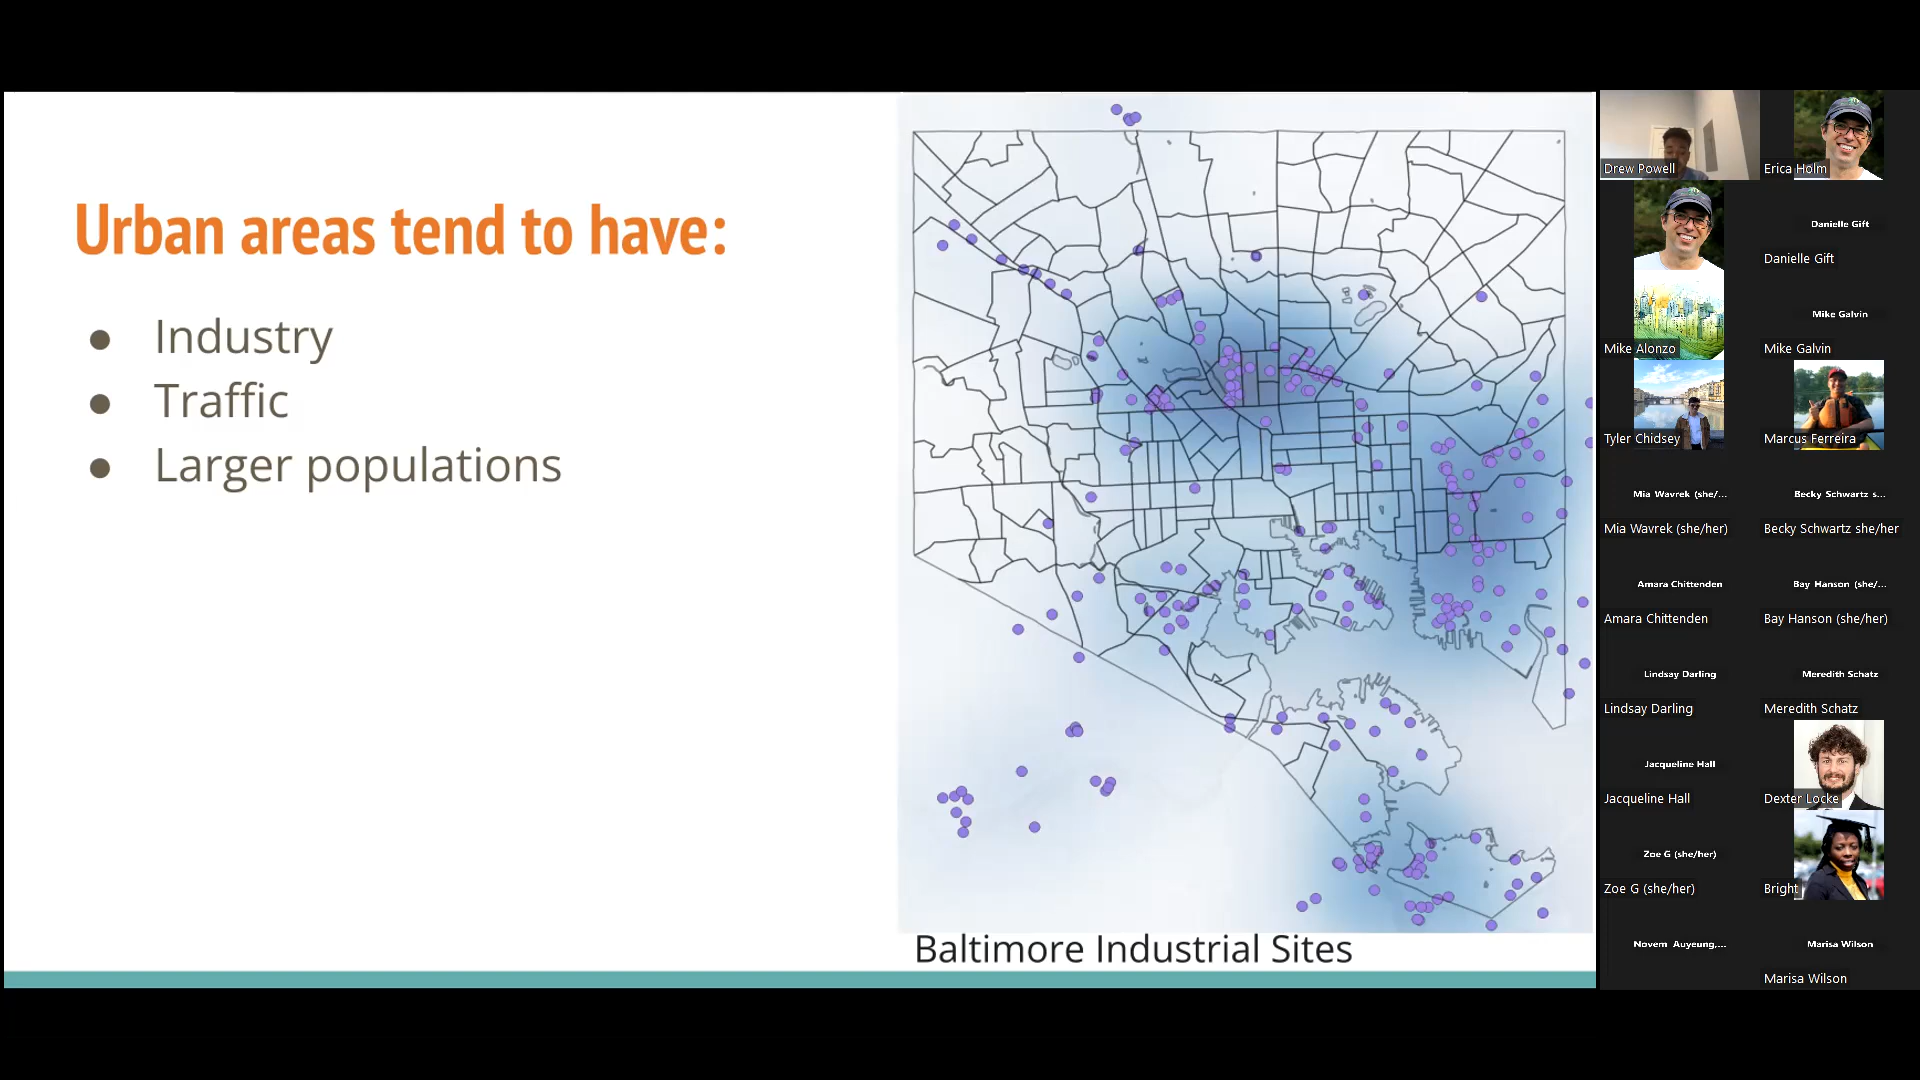 Urban areas tend to have:
● Industry
● Traffic
● Larger populations
Baltimore Industrial Sites
Drew Powell
Erica Holm
Mike Alonzo
Danielle Gift
Danielle Gift
Mike Galvin
Mike Galvin
Tyler Chidsey
Marcus Ferreira
Mia Wavrek (she/...
Mia Wavrek (she/her)
Becky Schwartz s...
Becky Schwartz she/her
Amara Chittenden
Amara Chittenden
Bay Hanson (she/...
Bay Hanson (she/her)
Lindsay Darling
Lindsay Darling
Meredith Schatz
Meredith Schatz
Jacqueline Hall
Jacqueline Hall
Dexter Locke
Zoe G (she/her)
Zoe G (she/her)
Bright
Novem Auyeung,...
Marisa Wilson
Marisa Wilson